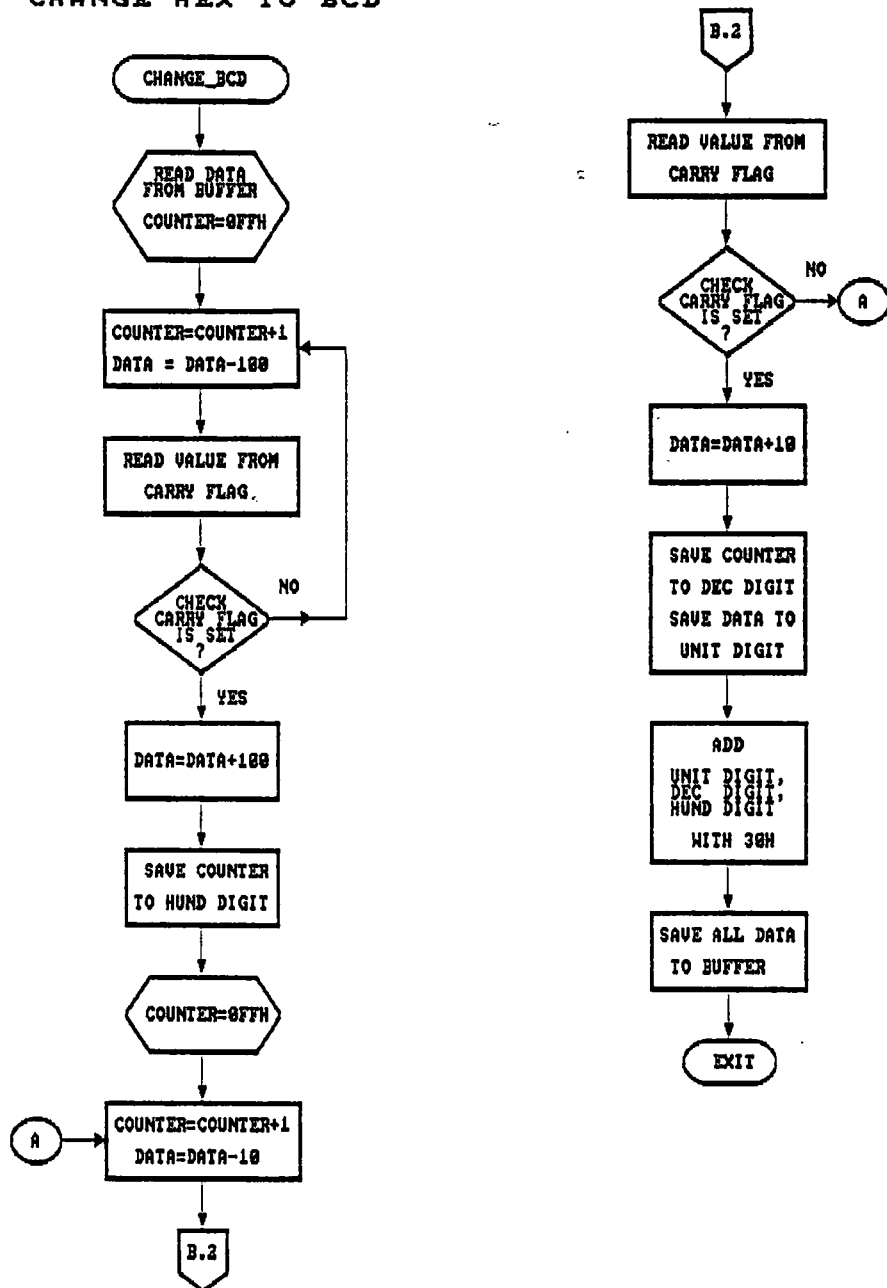 CHANGE HEX TO BCD
CHANGE_BCD
READ DATA
FROM BUFFER
COUNTER=0FFH
COUNTER=COUNTER+1
DATA = DATA-100
READ VALUE FROM
CARRY FLAG
CHECK
CARRY FLAG
IS SET
?
NO
YES
DATA=DATA+100
SAVE COUNTER
TO HUND DIGIT
COUNTER=0FFH
A
COUNTER=COUNTER+1
DATA=DATA-10
B.2
B.2
READ VALUE FROM
CARRY FLAG
CHECK
CARRY FLAG
IS SET
?
NO
A
YES
DATA=DATA+10
SAVE COUNTER
TO DEC DIGIT
SAVE DATA TO
UNIT DIGIT
ADD
UNIT DIGIT,
DEC DIGIT,
HUND DIGIT
WITH 30H
SAVE ALL DATA
TO BUFFER
EXIT